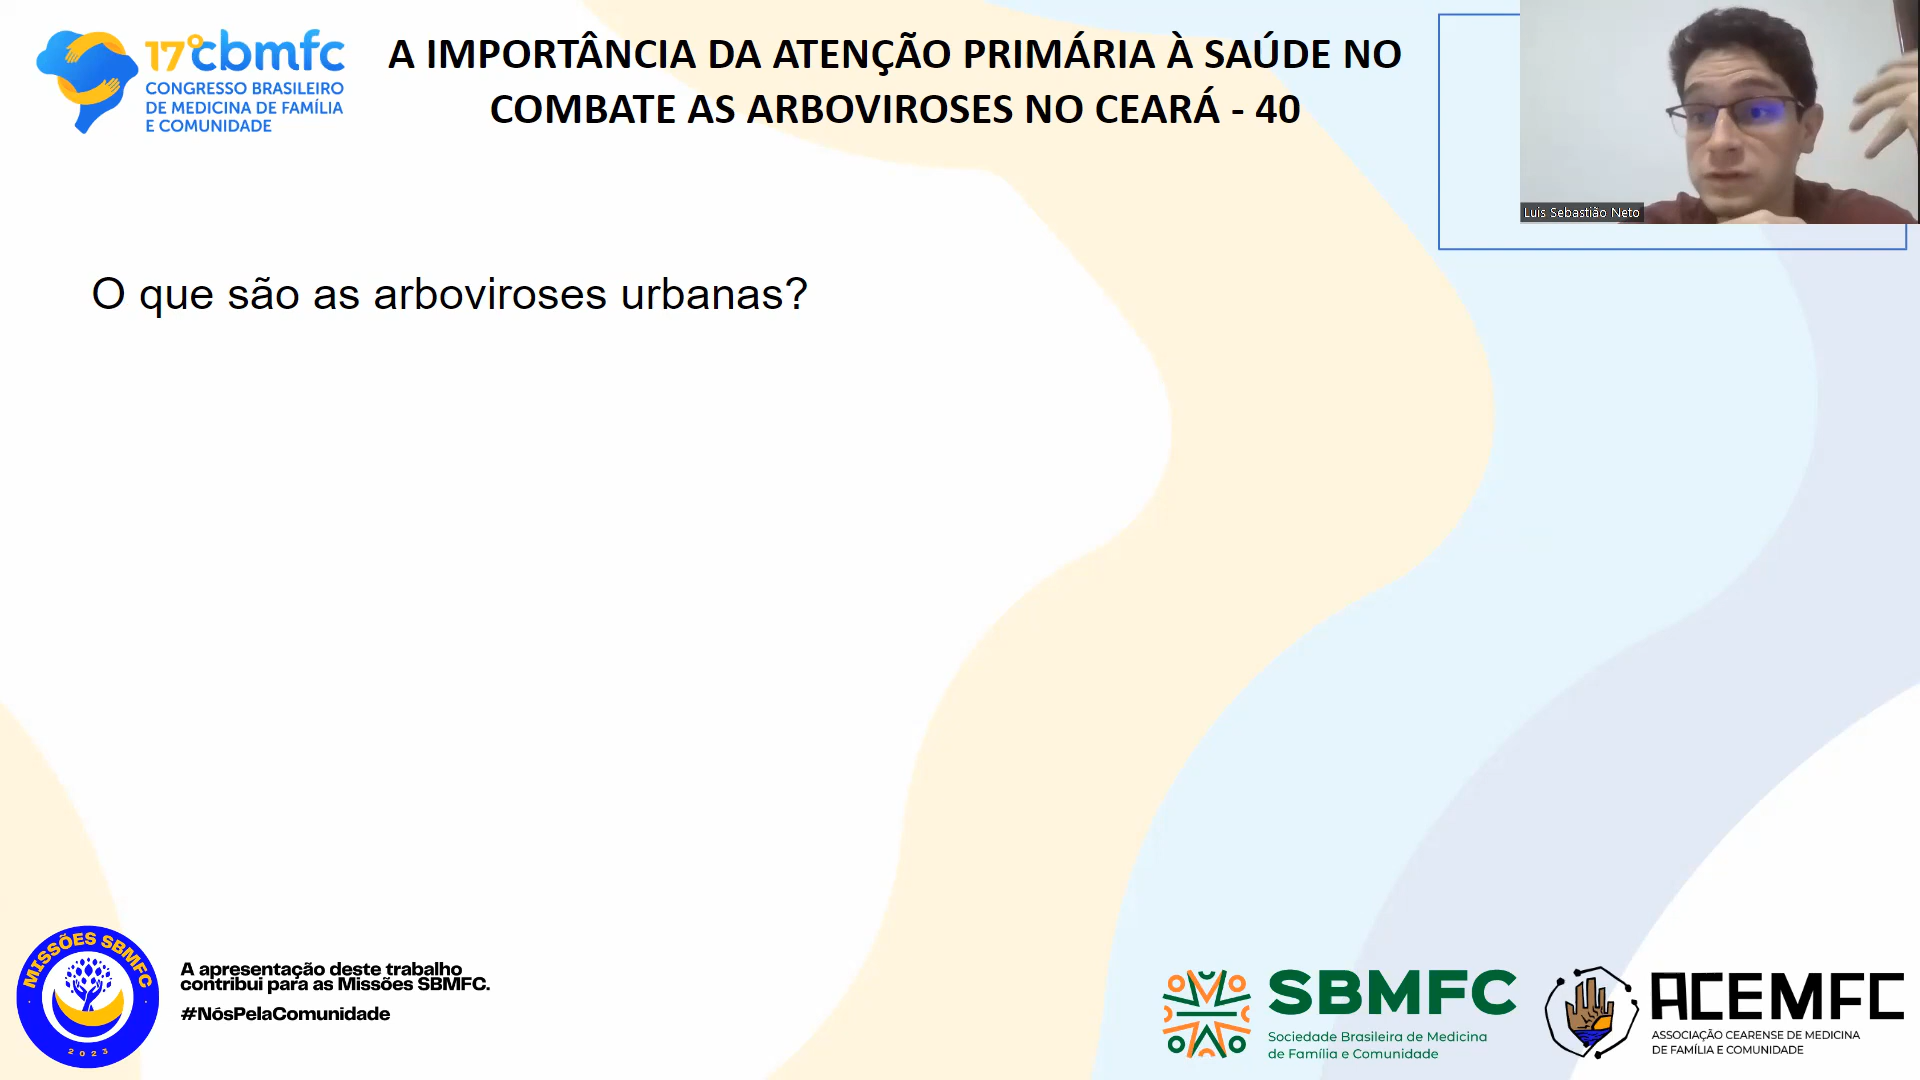 17º cbmfc
CONGRESSO BRASILEIRO
DE MEDICINA DE FAMÍLIA
E COMUNIDADE
A IMPORTÂNCIA DA ATENÇÃO PRIMÁRIA À SAÚDE NO
COMBATE AS ARBOVIROSES NO CEARÁ - 40
Luis Sebastião Neto
O que são as arboviroses urbanas?
MISSÕES SBMFC
2023
A apresentação deste trabalho
contribui para as Missões SBMFC.
#NósPelaComunidade
SBMFC
Sociedade Brasileira de Medicina
de Família e Comunidade
ACEMFC
ASSOCIAÇÃO CEARENSE DE MEDICINA
DE FAMÍLIA E COMUNIDADE